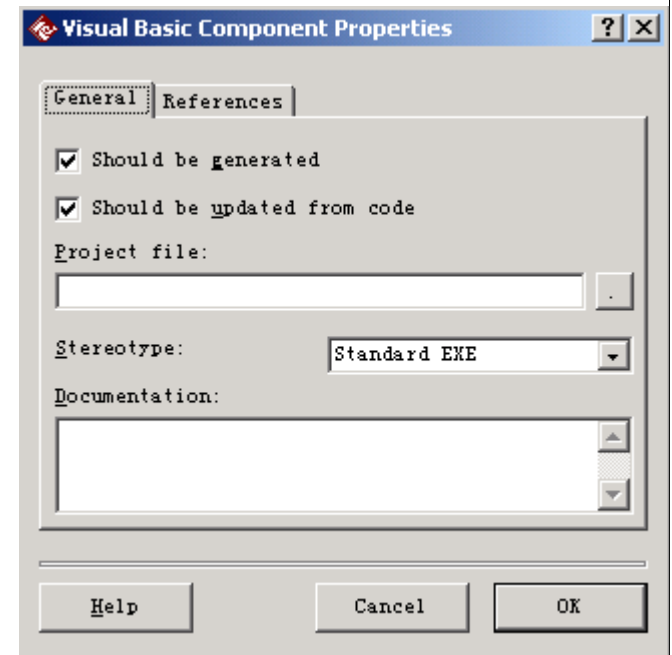 Visual Basic Component Properties
General References
Should be generated
Should be updated from code
Project file:
.
Stereotype: Standard EXE
Documentation:
Help Cancel OK